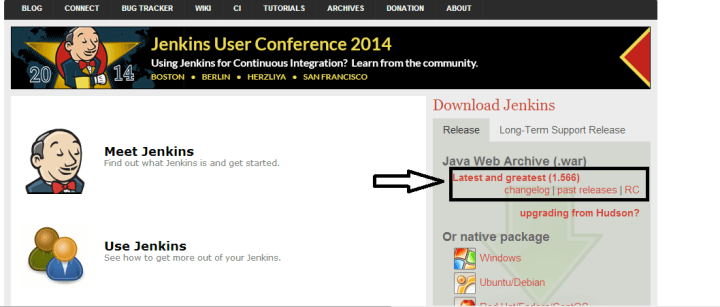 BLOG CONNECT BUG TRACKER WIKI CI TUTORIALS ARCHIVES DONATION ABOUT
Jenkins User Conference 2014
Using Jenkins for Continuous Integration? Learn from the community.
BOSTON • BERLIN • HERZLIYA • SAN FRANCISCO
20 14
Meet Jenkins
Find out what Jenkins is and get started.
Use Jenkins
See how to get more out of your Jenkins.
Download Jenkins
Release Long-Term Support Release
Java Web Archive (.war)
Latest and greatest (1.566)
changelog | past releases | RC
upgrading from Hudson?
Or native package
Windows
Ubuntu/Debian
Red Hat/Fedora/CentOS